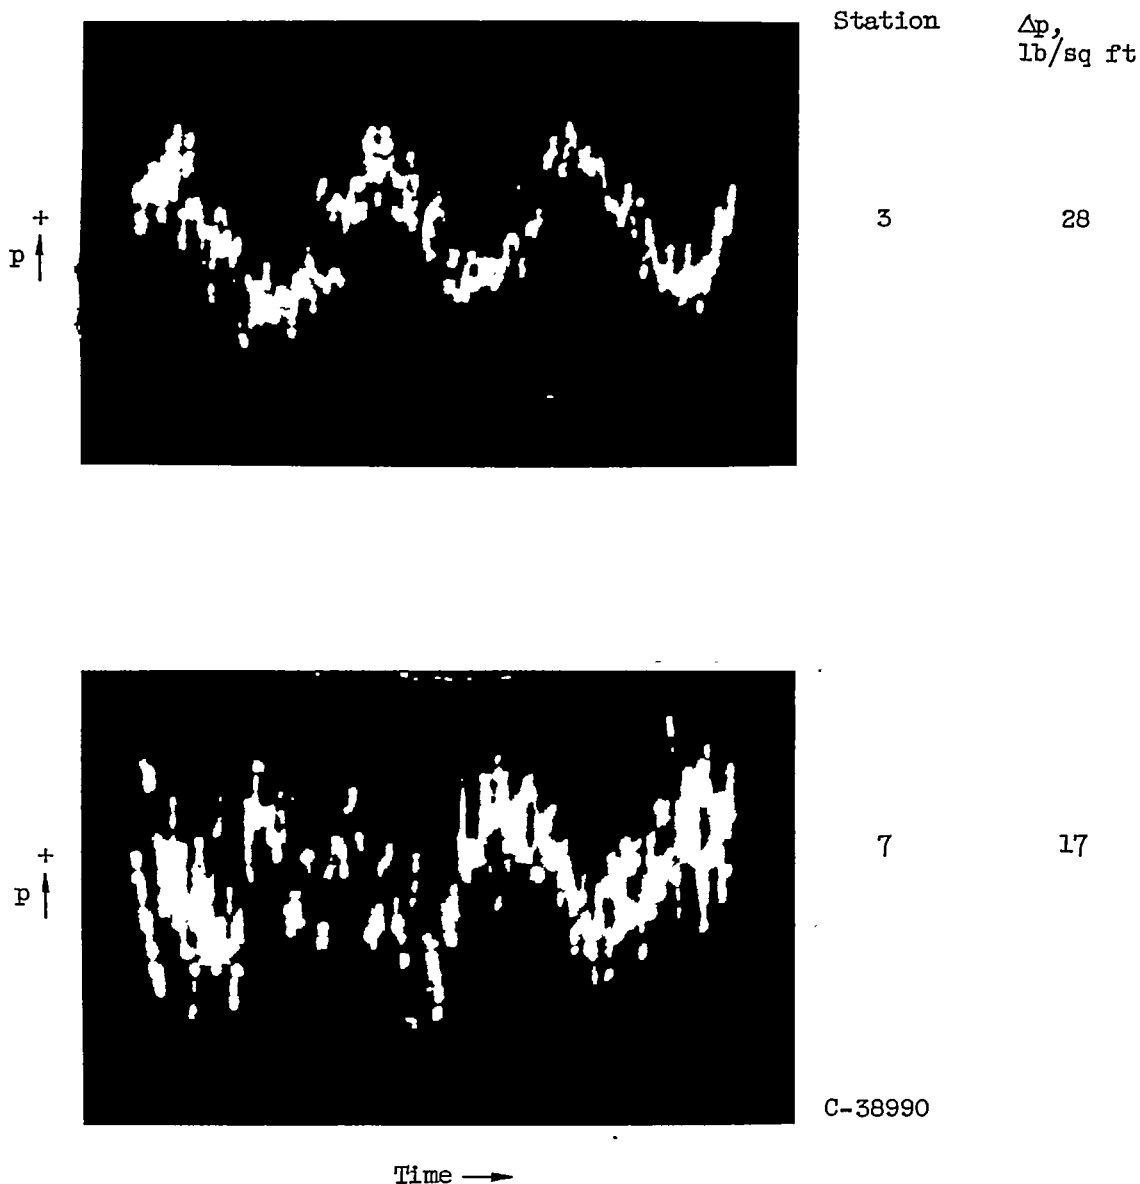 Station Δp,
lb/sq ft
+
p
3 28
+
p
7 17
C-38990
Time